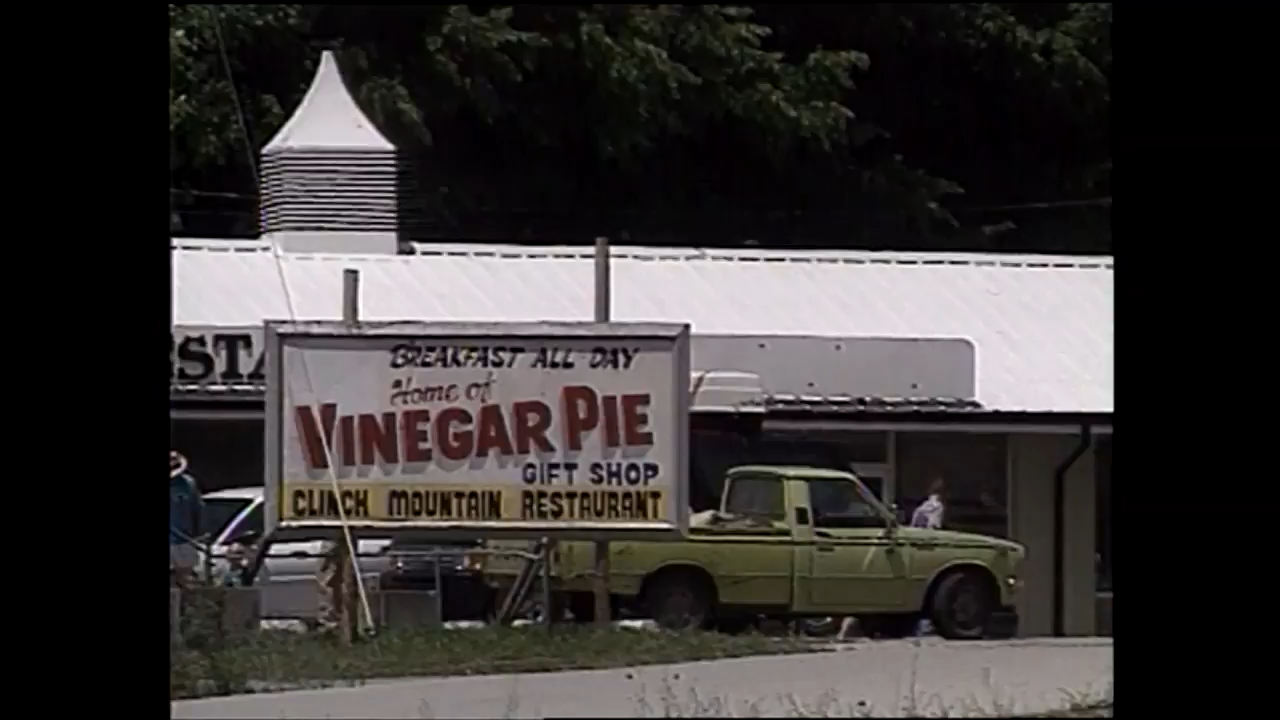 STA
BREAKFAST ALL DAY
Home of
VINEGAR PIE
GIFT SHOP
CLINCH MOUNTAIN RESTAURANT